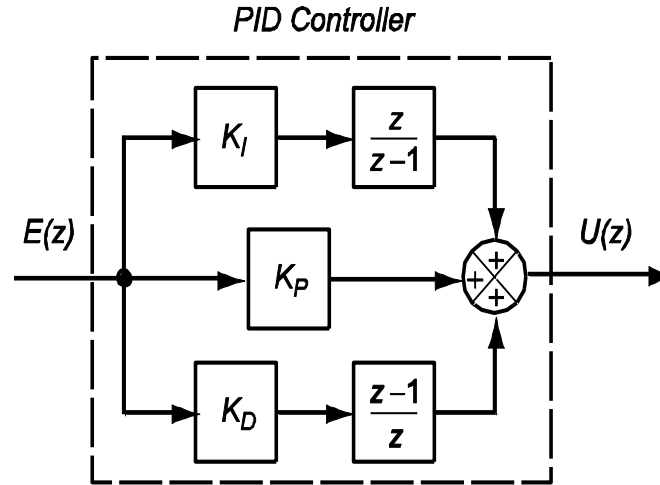 PID Controller
K_I
z
z-1
E(z)
U(z)
K_P
+
+
+
K_D
z-1
z